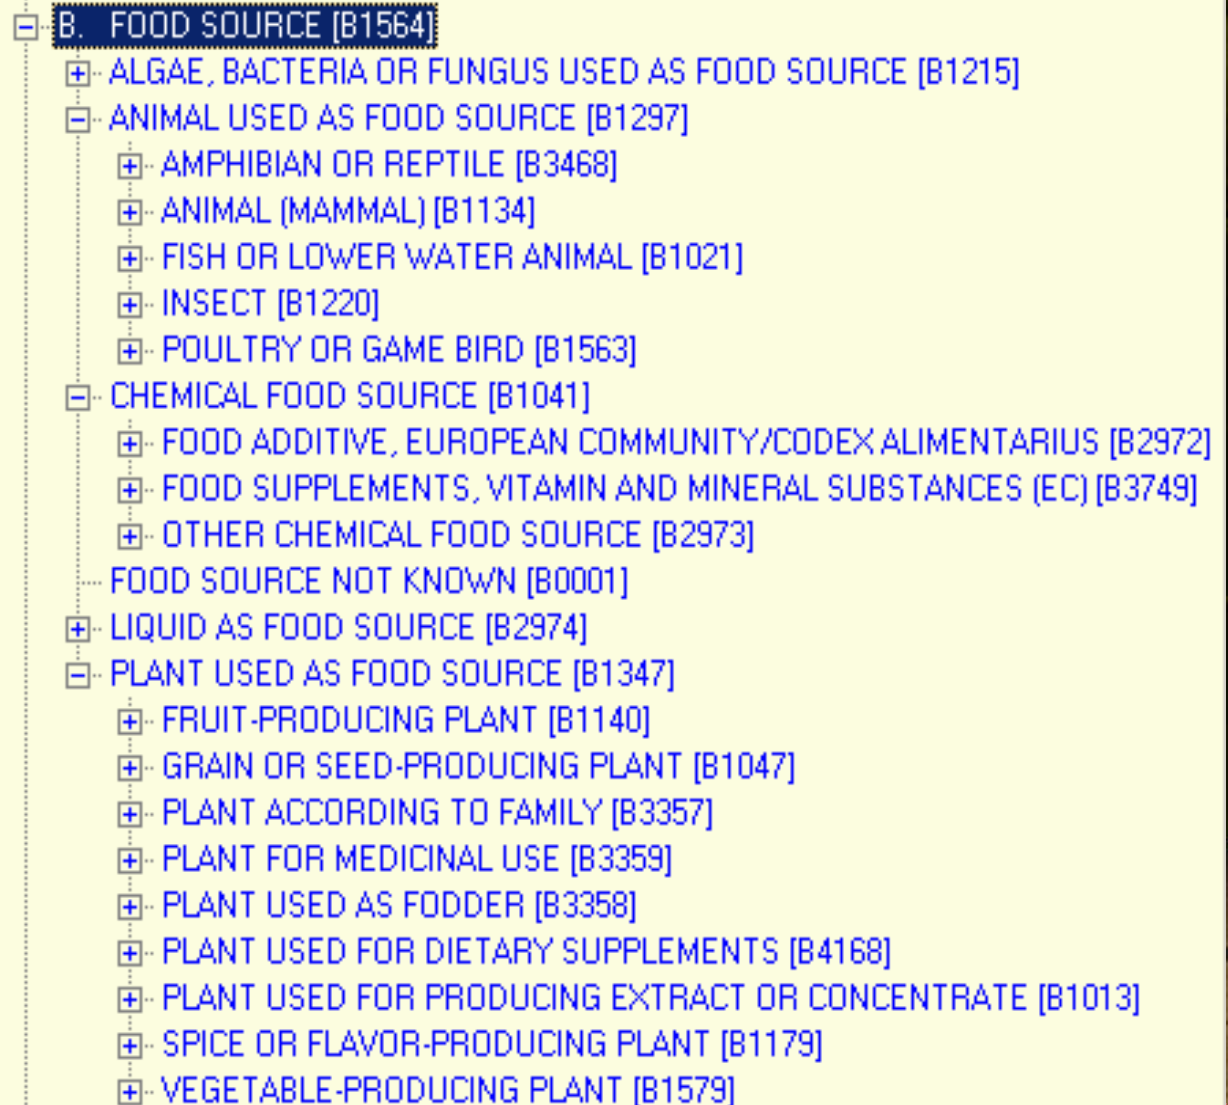 B. FOOD SOURCE [B1564]
ALGAE, BACTERIA OR FUNGUS USED AS FOOD SOURCE [B1215]
ANIMAL USED AS FOOD SOURCE [B1297]
AMPHIBIAN OR REPTILE [B3468]
ANIMAL (MAMMAL) [B1134]
FISH OR LOWER WATER ANIMAL [B1021]
INSECT [B1220]
POULTRY OR GAME BIRD [B1563]
CHEMICAL FOOD SOURCE [B1041]
FOOD ADDITIVE, EUROPEAN COMMUNITY/CODEX ALIMENTARIUS [B2972]
FOOD SUPPLEMENTS, VITAMIN AND MINERAL SUBSTANCES (EC) [B3749]
OTHER CHEMICAL FOOD SOURCE [B2973]
FOOD SOURCE NOT KNOWN [B0001]
LIQUID AS FOOD SOURCE [B2974]
PLANT USED AS FOOD SOURCE [B1347]
FRUIT-PRODUCING PLANT [B1140]
GRAIN OR SEED-PRODUCING PLANT [B1047]
PLANT ACCORDING TO FAMILY [B3357]
PLANT FOR MEDICINAL USE [B3359]
PLANT USED AS FODDER [B3358]
PLANT USED FOR DIETARY SUPPLEMENTS [B4168]
PLANT USED FOR PRODUCING EXTRACT OR CONCENTRATE [B1013]
SPICE OR FLAVOR-PRODUCING PLANT [B1179]
VEGETABLE-PRODUCING PLANT [B1579]